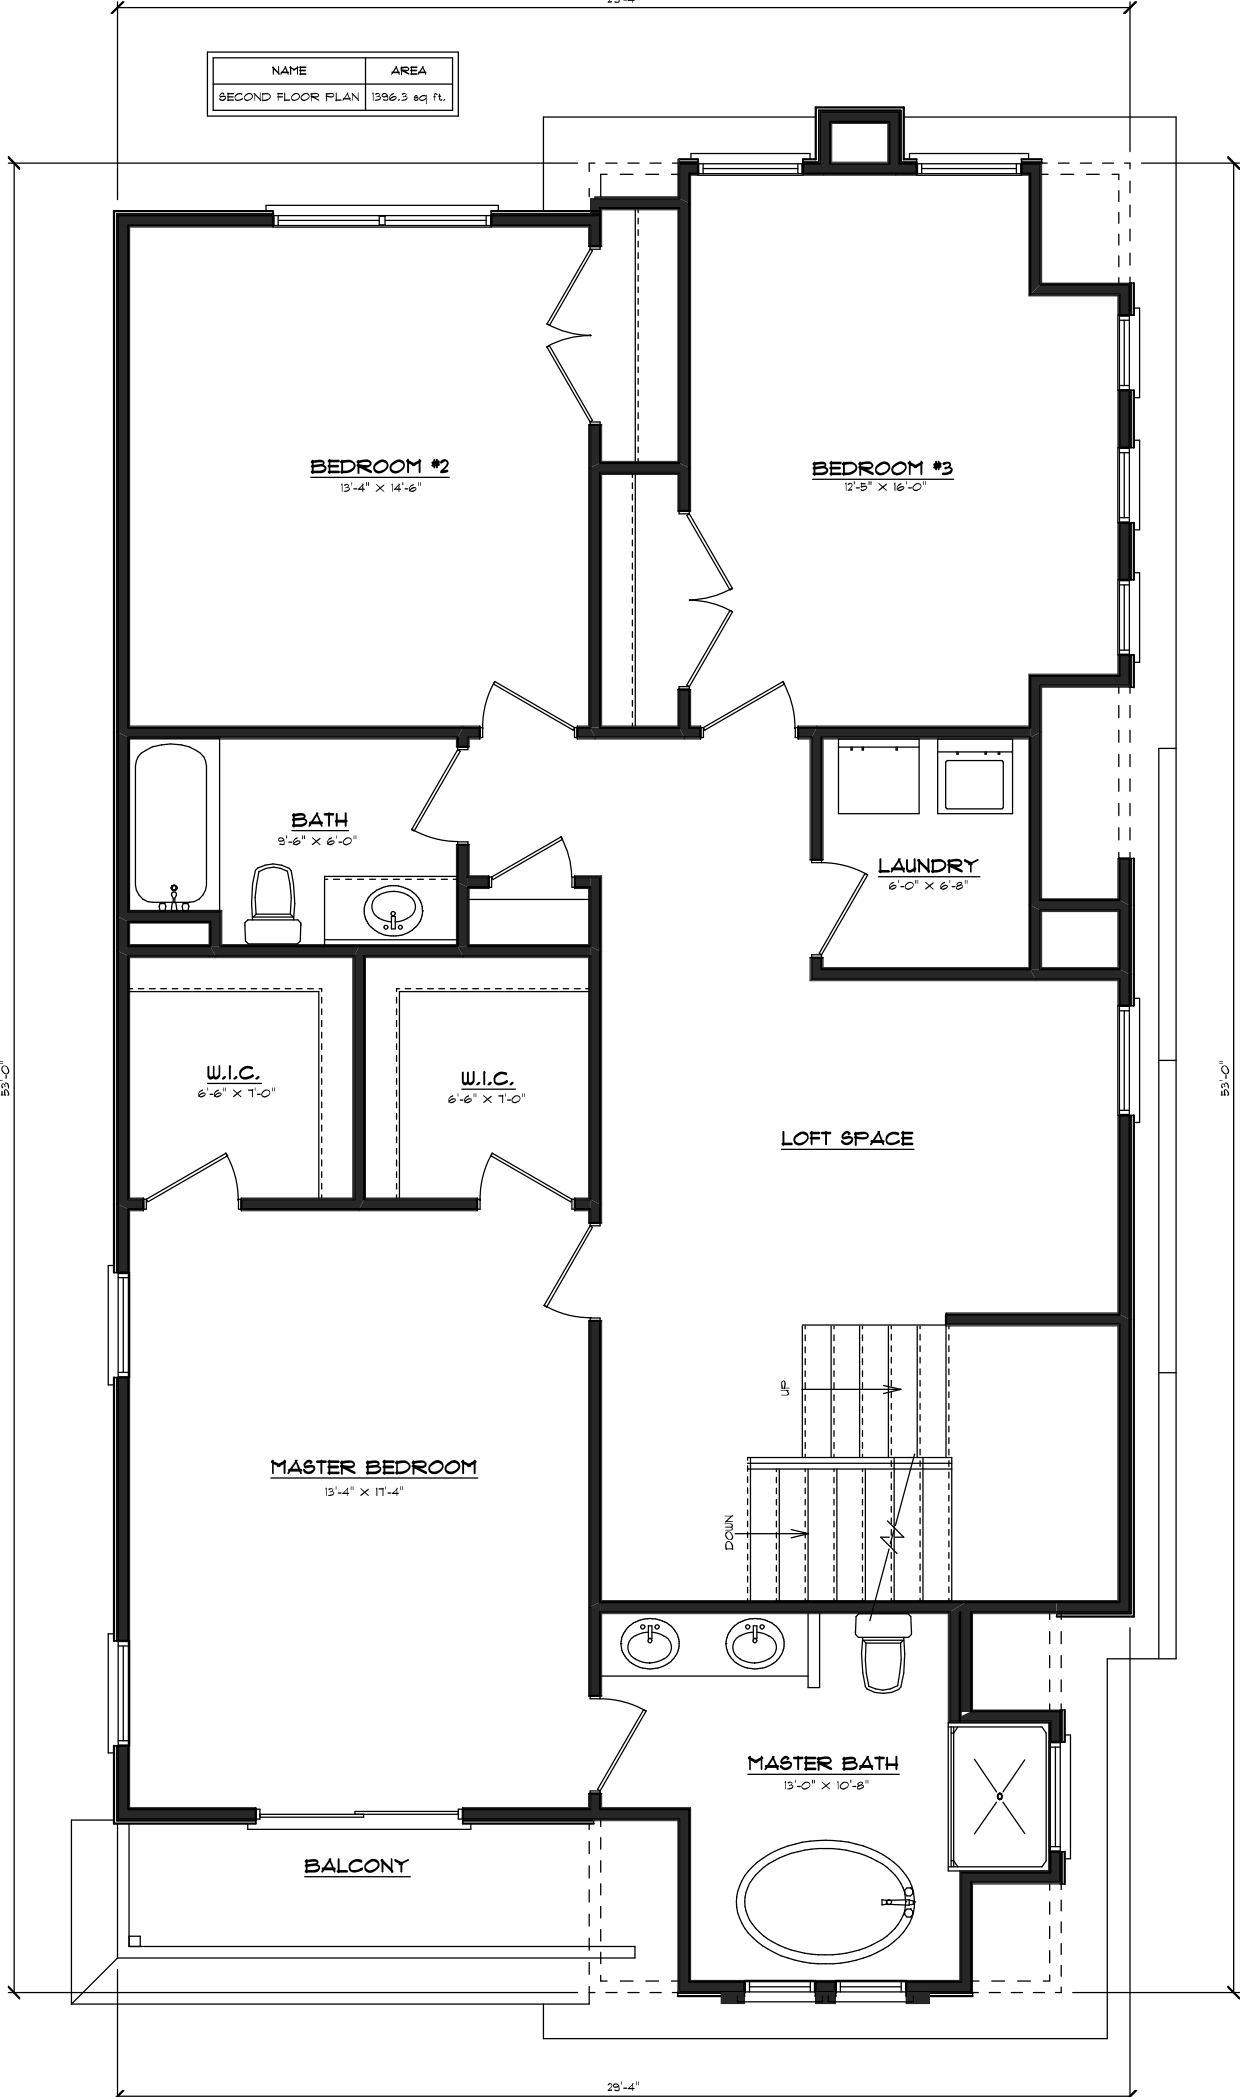 NAME AREA
SECOND FLOOR PLAN 1396.3 sq ft.
BEDROOM #2
13'-4" X 14'-6"
BEDROOM #3
12'-5" X 16'-0"
BATH
9'-6" X 6'-0"
LAUNDRY
6'-0" X 6'-8"
W.I.C.
6'-6" X 7'-0"
W.I.C.
6'-6" X 7'-0"
53'-0"
53'-0"
LOFT SPACE
UP
MASTER BEDROOM
13'-4" X 17'-4"
DOWN
MASTER BATH
13'-0" X 10'-8"
BALCONY
29'-4"